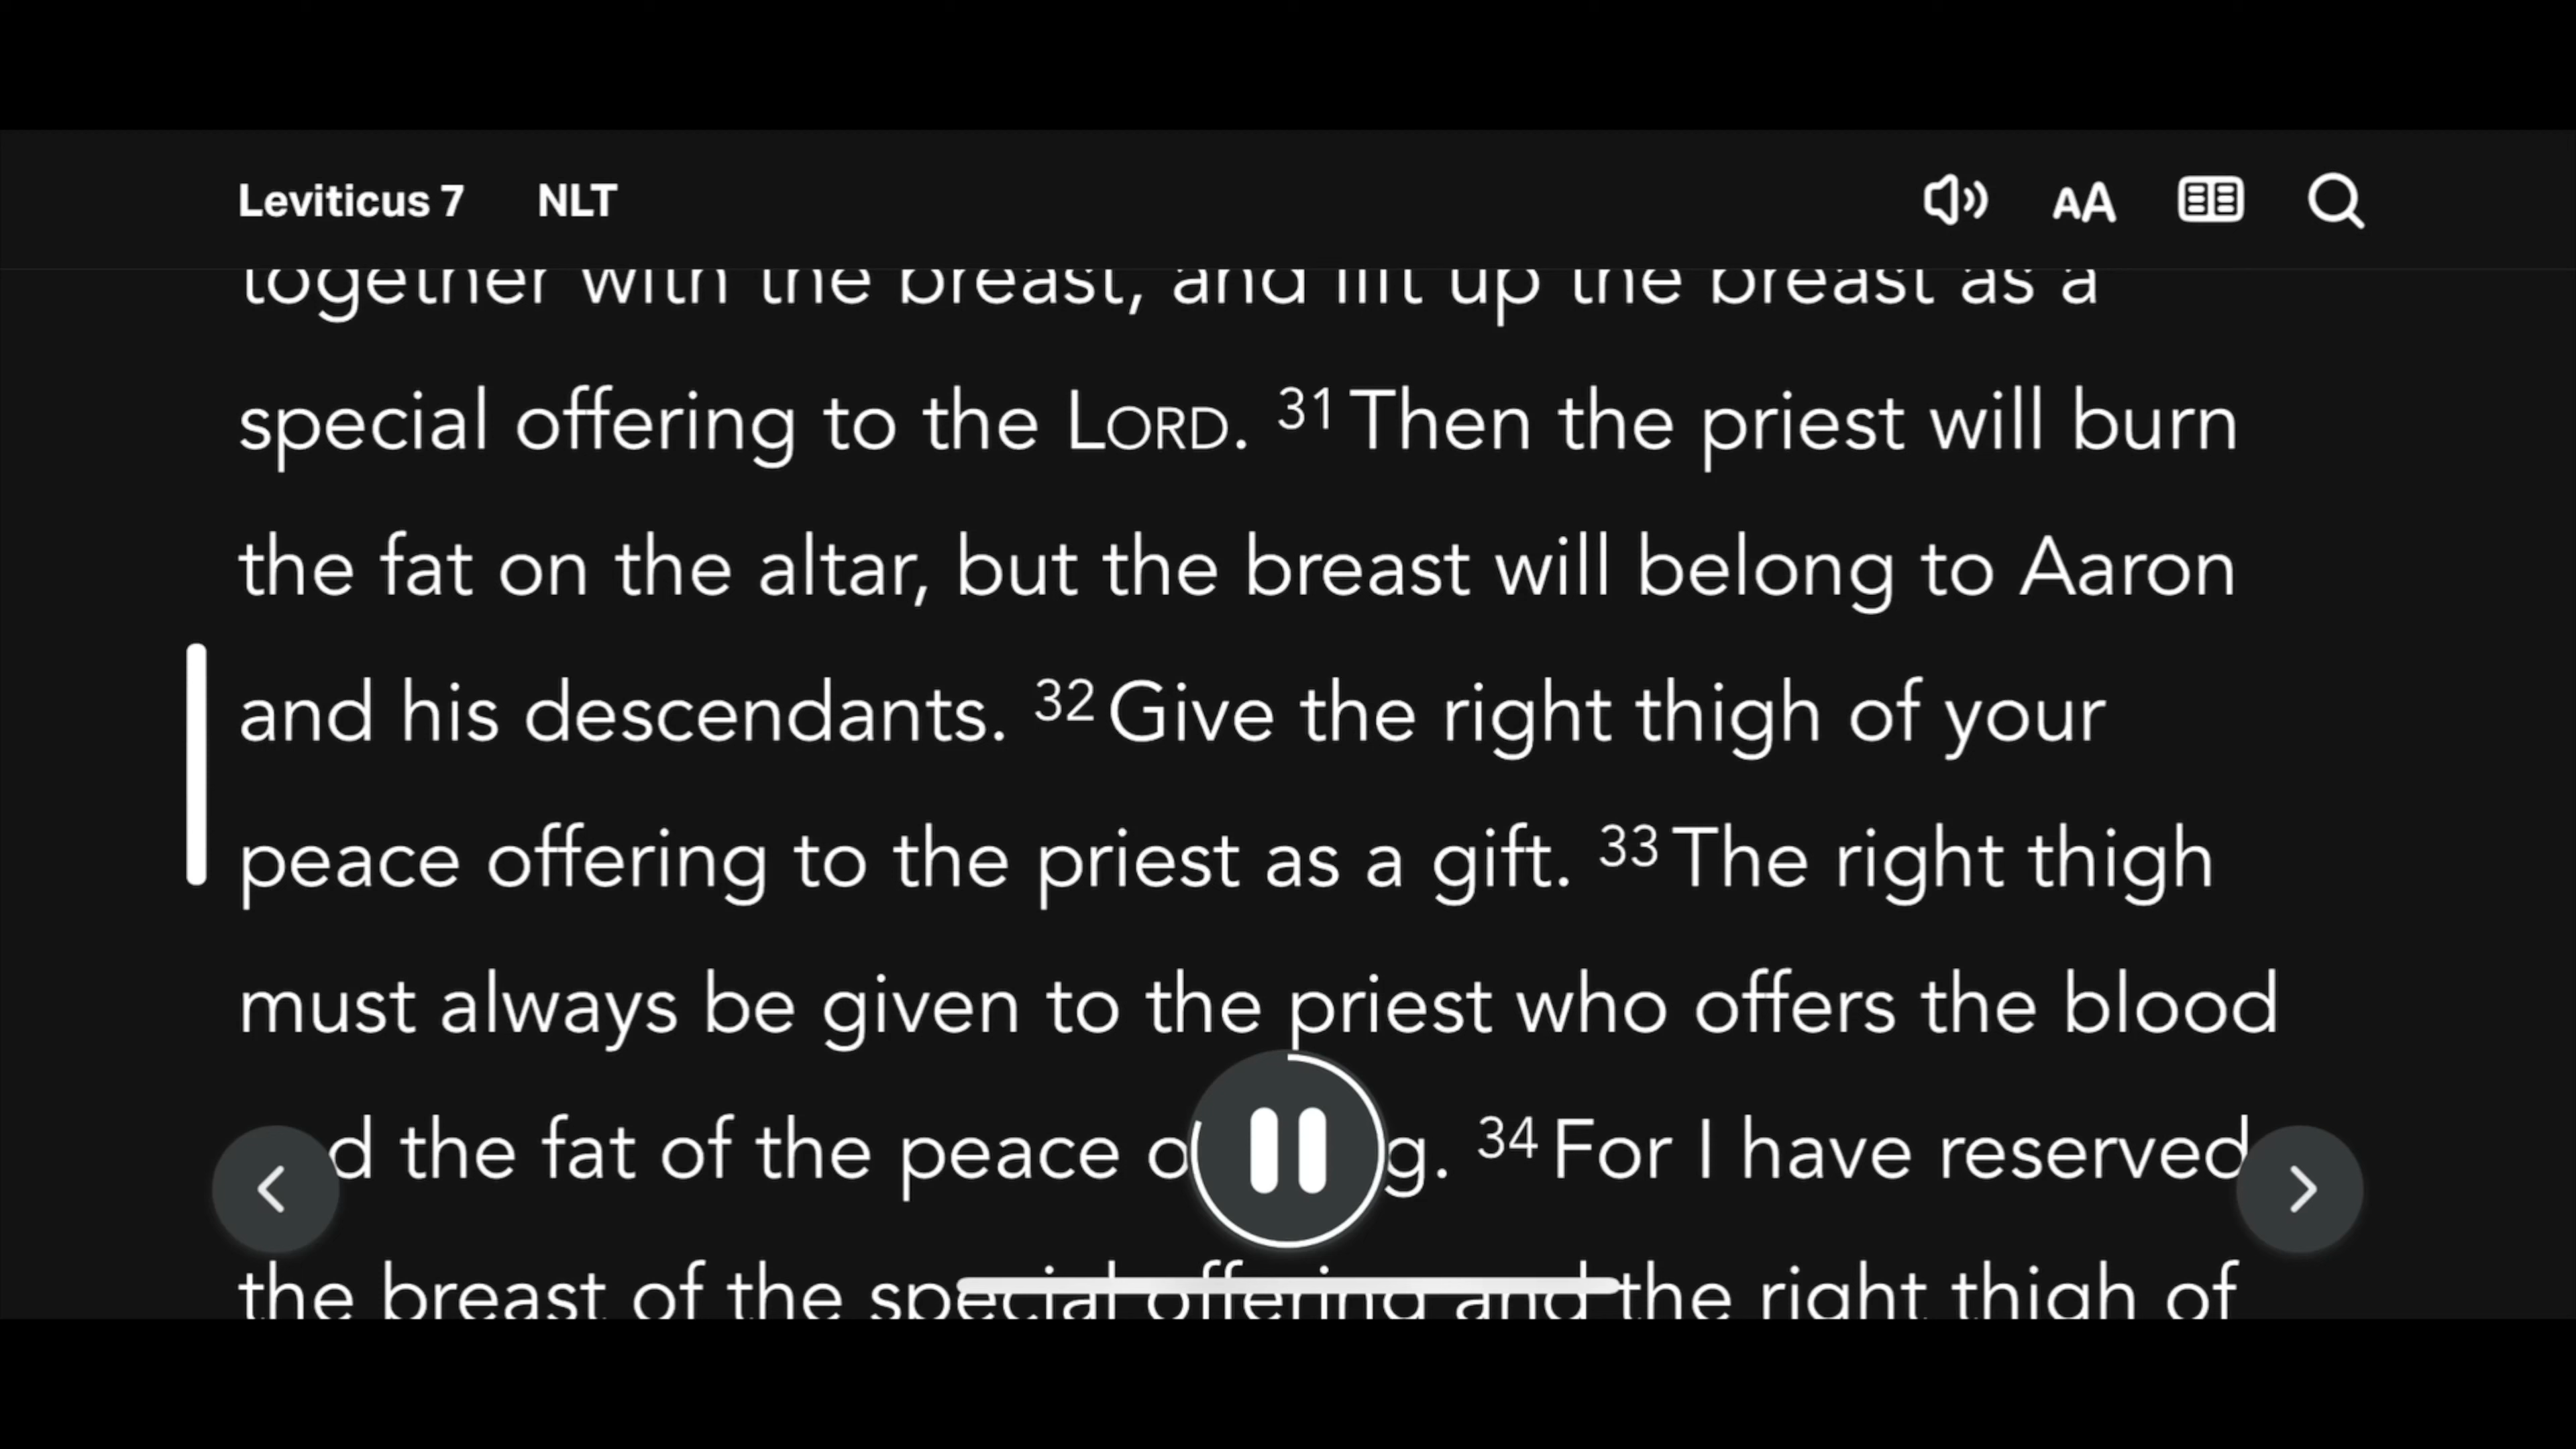 Leviticus 7 NLT AA
together with the breast, and lift up the breast as a
special offering to the LORD. 31 Then the priest will burn
the fat on the altar, but the breast will belong to Aaron
and his descendants. 32 Give the right thigh of your
peace offering to the priest as a gift. 33 The right thigh
must always be given to the priest who offers the blood
d the fat of the peace o g. 34 For I have reserved
the breast of the special offering and the right thigh of